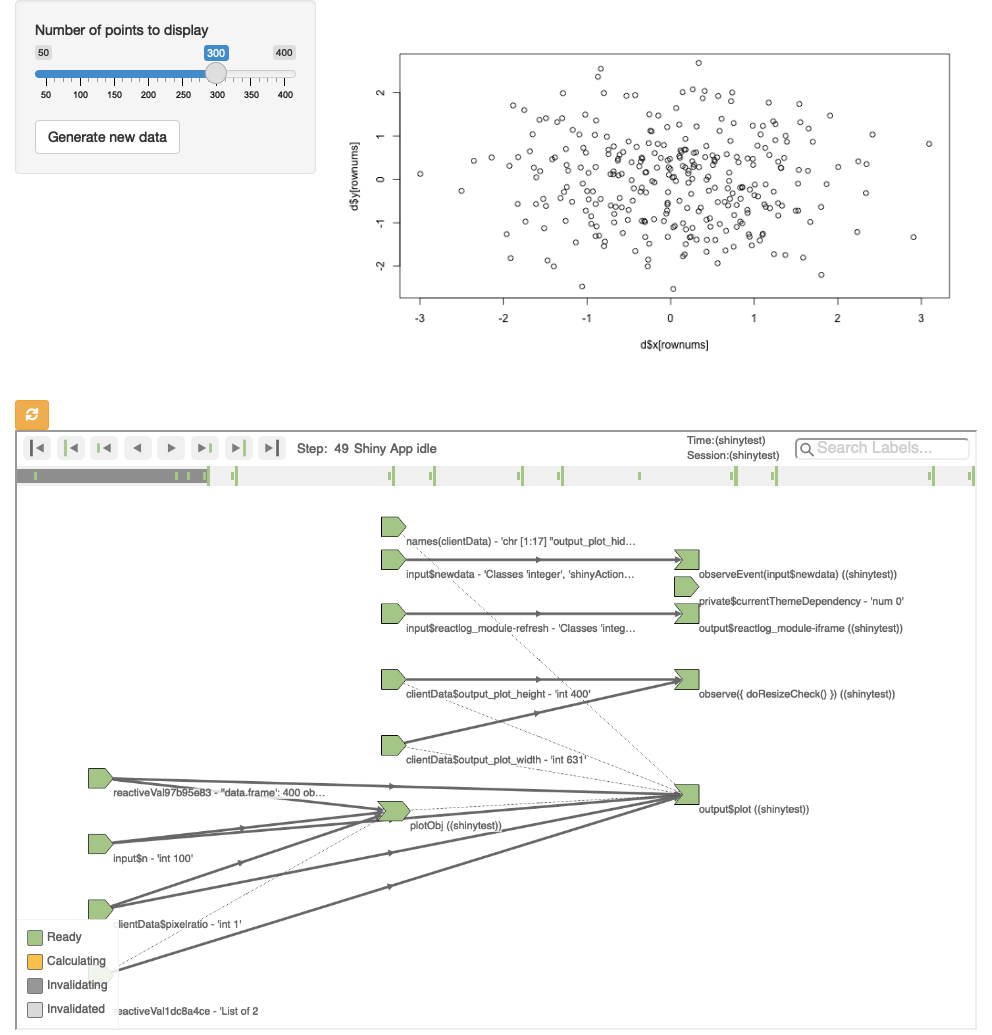 Number of points to display
50 300 400
50 100 150 200 250 300 350 400
Generate new data
d$y[rownums]
2
1
0
-1
-2
-3 -2 -1 0 1 2 3
d$x[rownums]
Step: 49 Shiny App idle
Time:(shinytest)
Session:(shinytest)
Search Labels...
names(clientData) - 'chr [1:17] "output_plot_hid...
input$newdata - 'Classes 'integer', 'shinyAction...
observeEvent(input$newdata) ((shinytest))
private$currentThemeDependency - 'num 0'
input$reactlog_module-refresh - 'Classes 'integ...
output$reactlog_module-iframe ((shinytest))
clientData$output_plot_height - 'int 400'
observe({ doResizeCheck() }) ((shinytest))
clientData$output_plot_width - 'int 631'
reactiveVal97b95e83 - ''data.frame': 400 ob...
output$plot ((shinytest))
plotObj ((shinytest))
input$n - 'int 100'
clientData$pixelratio - 'int 1'
Ready
Calculating
Invalidating
Invalidated
eactiveVal1dc8a4ce - 'List of 2